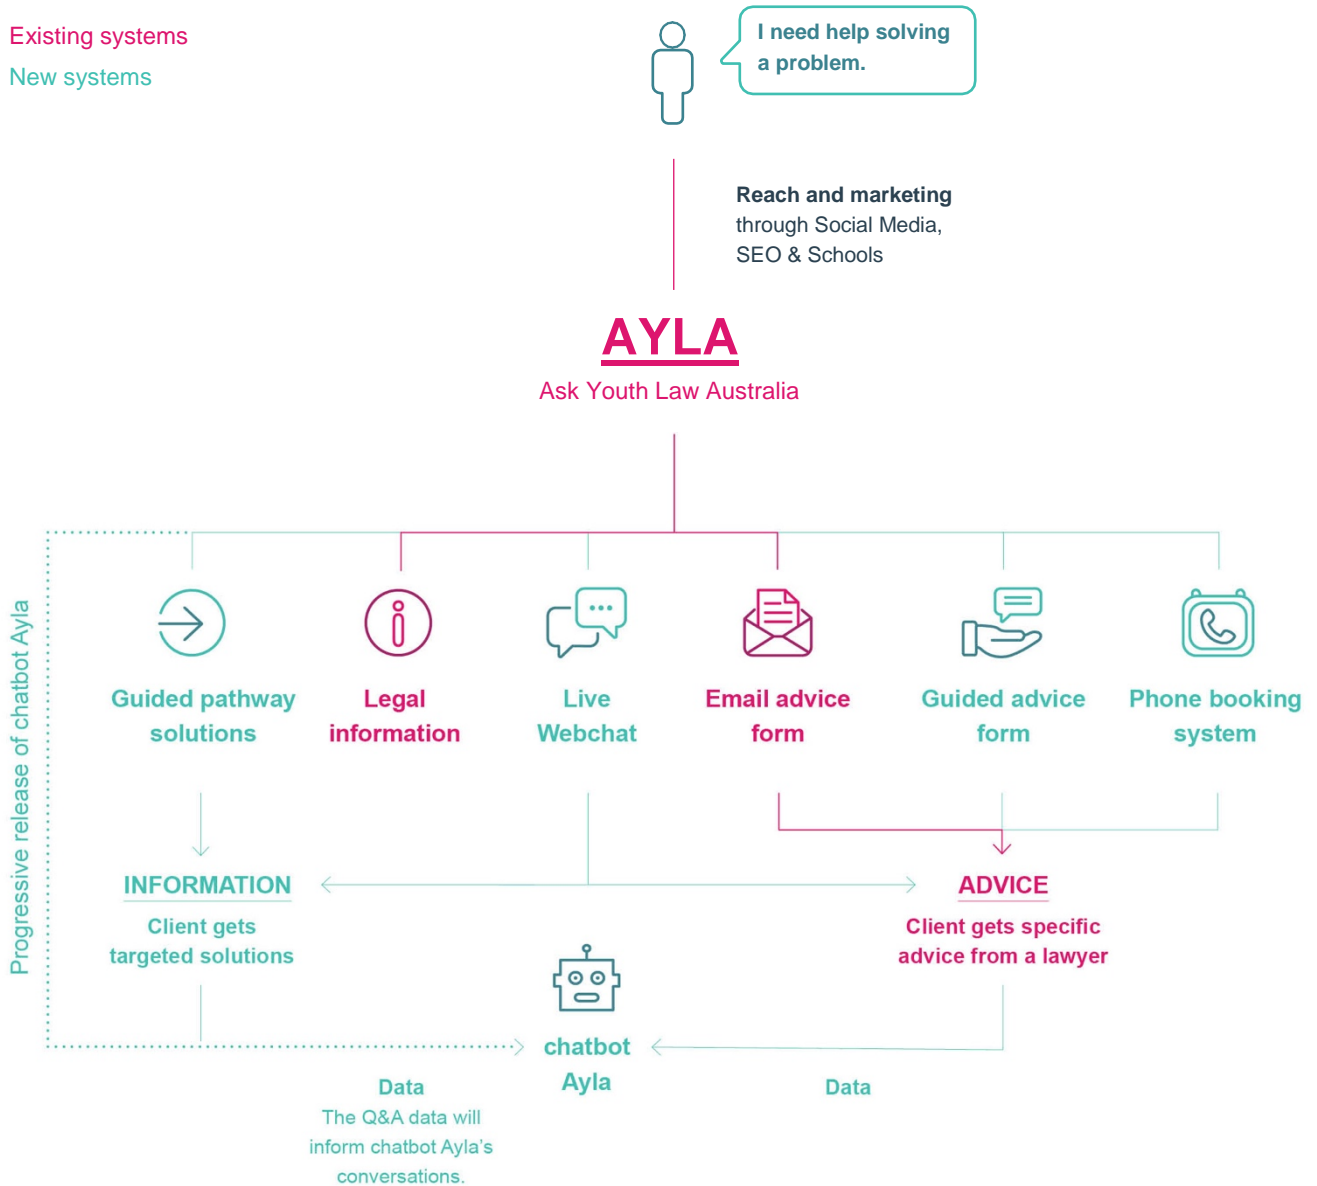 Existing systems
New systems
I need help solving
a problem.
Reach and marketing
through Social Media,
SEO & Schools
AYLA
Ask Youth Law Australia
Progressive release of chatbot Ayla
Guided pathway
solutions
Legal
information
Live
Webchat
Email advice
form
Guided advice
form
Phone booking
system
INFORMATION
Client gets
targeted solutions
ADVICE
Client gets specific
advice from a lawyer
chatbot
Ayla
Data
The Q&A data will
inform chatbot Ayla's
conversations.
Data